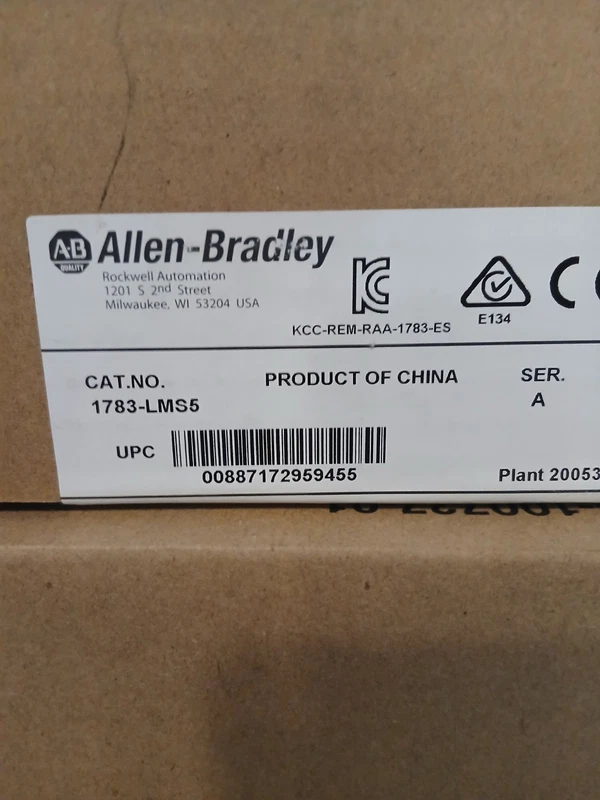 A-B
QUALITY
Allen-Bradley
Rockwell Automation
1201 S 2nd Street
Milwaukee, WI 53204 USA
KCC-REM-RAA-1783-ES
E134
CAT.NO.
1783-LMS5
PRODUCT OF CHINA
SER.
A
UPC
00887172959455
Plant 20053